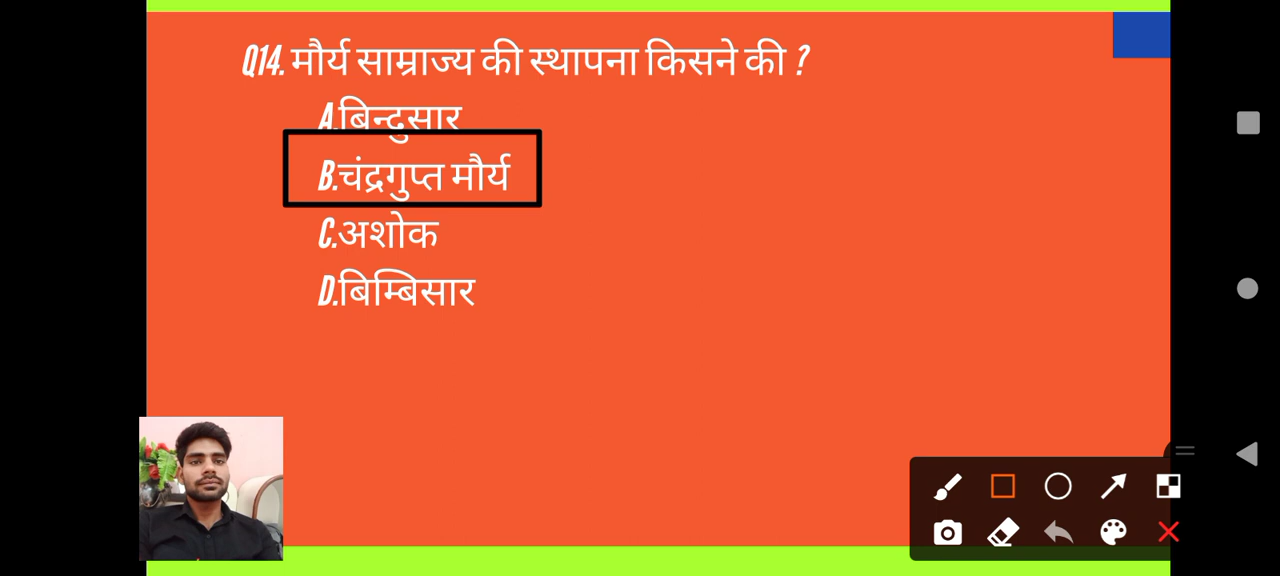 Q14. मौर्य साम्राज्य की स्थापना किसने की ?
A.बिन्दुसार
B.चंद्रगुप्त मौर्य
C.अशोक
D.बिम्बिसार